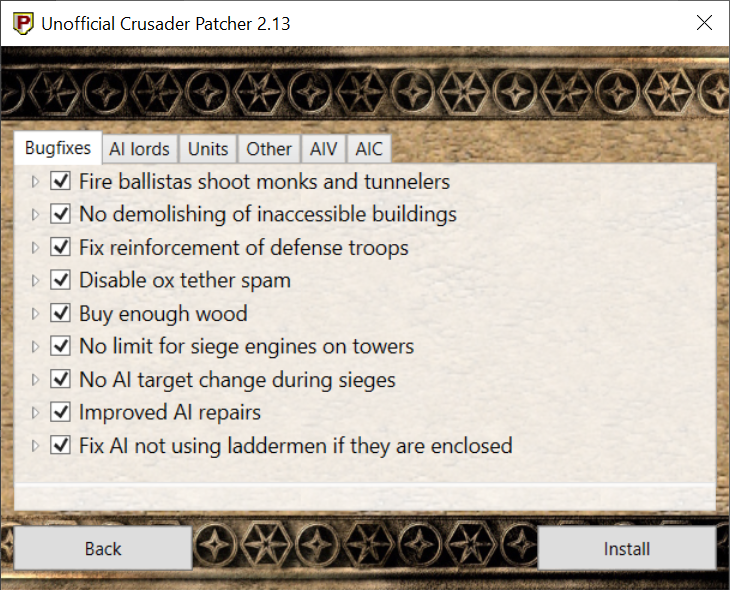 Unofficial Crusader Patcher 2.13
Bugfixes AI lords Units Other AIV AIC
Fire ballistas shoot monks and tunnelers
No demolishing of inaccessible buildings
Fix reinforcement of defense troops
Disable ox tether spam
Buy enough wood
No limit for siege engines on towers
No AI target change during sieges
Improved AI repairs
Fix AI not using laddermen if they are enclosed
Back Install